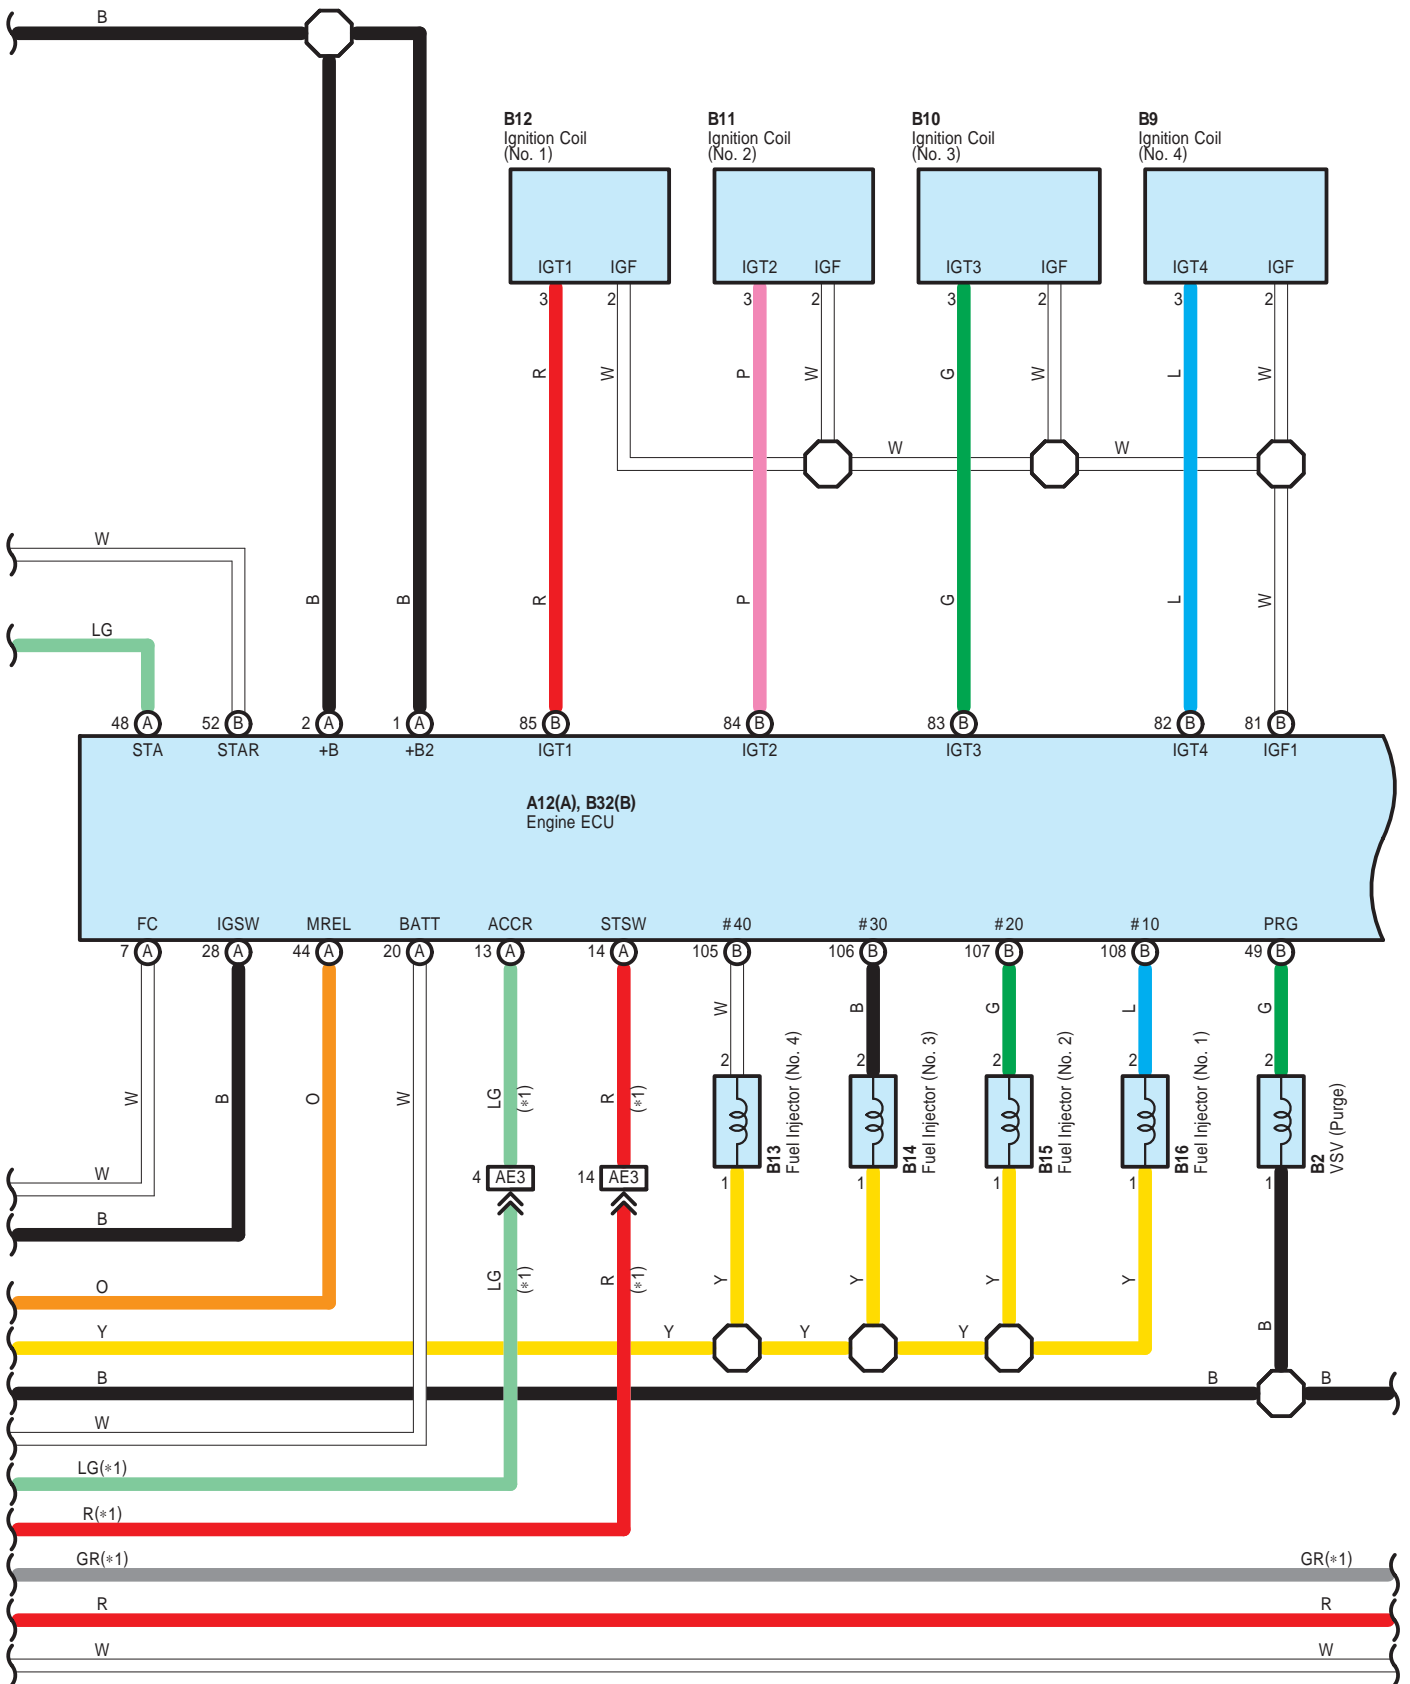 B
B12
Ignition Coil
(No. 1)
B11
Ignition Coil
(No. 2)
B10
Ignition Coil
(No. 3)
B9
Ignition Coil
(No. 4)
IGT1 IGF IGT2 IGF IGT3 IGF IGT4 IGF
3 2 3 2 3 2 3 2
R W P W G W L W
W W
W
B B R P G L W
LG
48 A 52 B 2 A 1 A 85 B 84 B 83 B 82 B 81 B
STA STAR +B +B2 IGT1 IGT2 IGT3 IGT4 IGF1
A12(A), B32(B)
Engine ECU
FC IGSW MREL BATT ACCR STSW #40 #30 #20 #10 PRG
7 A 28 A 44 A 20 A 13 A 14 A 105 B 106 B 107 B 108 B 49 B
W B G L G
2 2 2 2 2
W B O W LG (*1) R (*1)
B13
Fuel Injector (No. 4)
B14
Fuel Injector (No. 3)
B15
Fuel Injector (No. 2)
B16
Fuel Injector (No. 1)
B2
VSV (Purge)
W
4 AE3 14 AE3
1 1 1 1 1
B
LG (*1) R (*1) Y Y Y Y
O
Y Y Y Y B
B B B
W
LG(*1)
R(*1)
GR(*1) GR(*1)
R R
W W